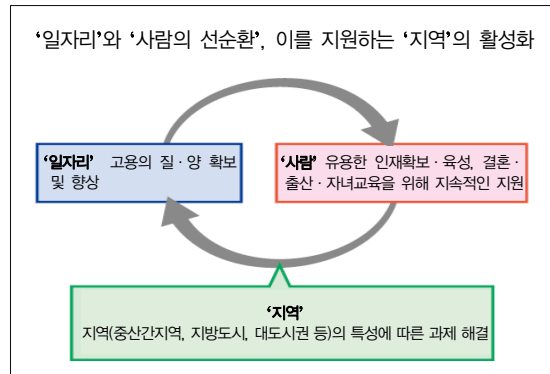 ‘일자리’와 ‘사람의 선순환’, 이를 지원하는 ‘지역’의 활성화
‘일자리’ 고용의 질·양 확보
및 향상
‘사람’ 유용한 인재확보·육성, 결혼·
출산·자녀교육을 위해 지속적인 지원
‘지역’
지역(중산간지역, 지방도시, 대도시권 등)의 특성에 따른 과제 해결